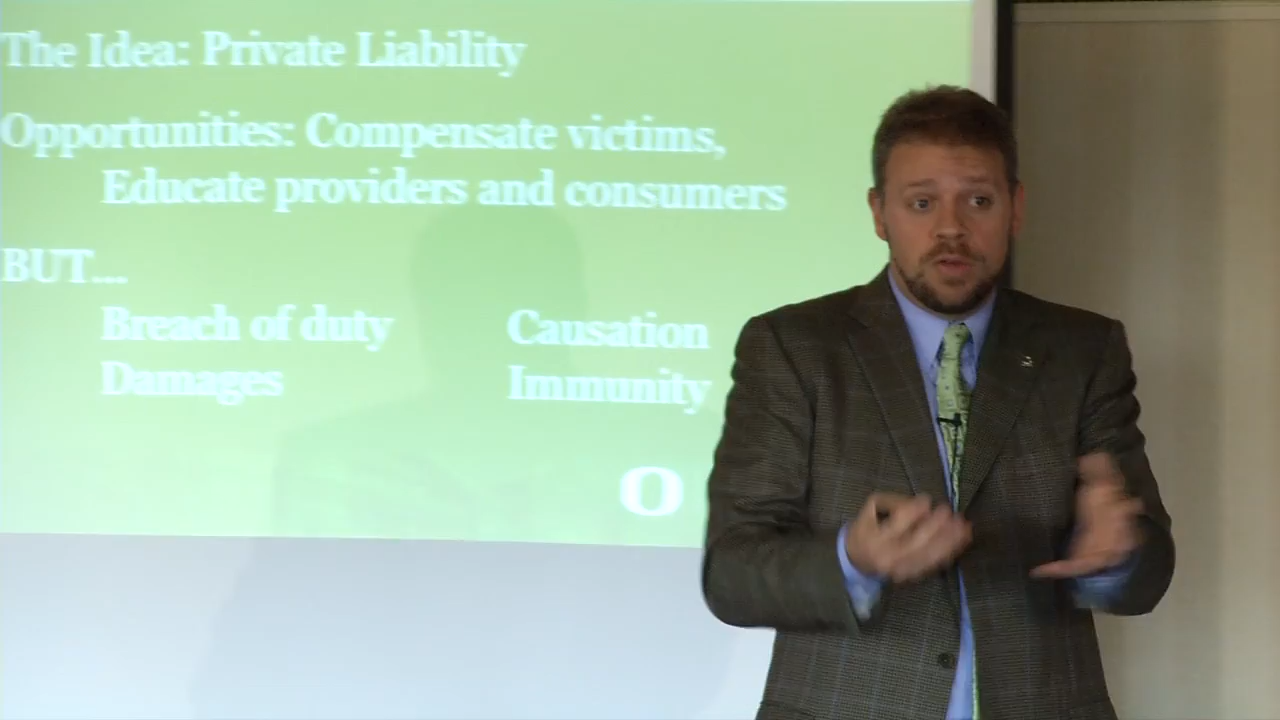 The Idea: Private Liability
Opportunities: Compensate victims,
Educate providers and consumers
BUT...
Breach of duty Causation
Damages Immunity
O